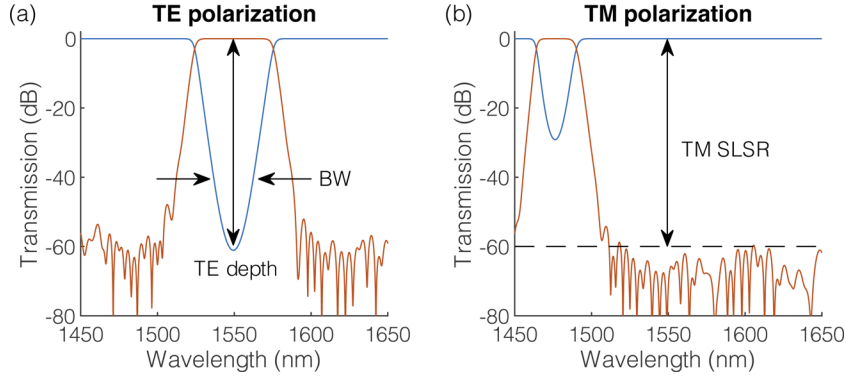 (a)
TE polarization
0
-20
-40
-60
-80
Transmission (dB)
BW
TE depth
1450
1500
1550
1600
1650
Wavelength (nm)
(b)
TM polarization
0
-20
-40
-60
-80
Transmission (dB)
TM SLSR
1450
1500
1550
1600
1650
Wavelength (nm)